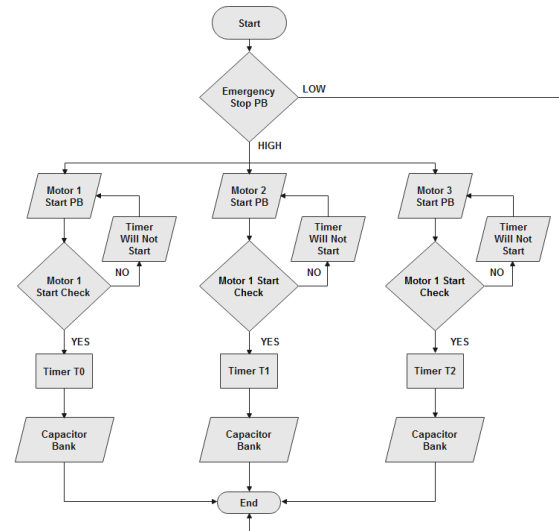 Start
Emergency
Stop PB
LOW
HIGH
Motor 1
Start PB
Motor 2
Start PB
Motor 3
Start PB
Timer
Will Not
Start
Timer
Will Not
Start
Timer
Will Not
Start
Motor 1
Start Check
NO
Motor 1 Start
Check
NO
Motor 1 Start
Check
NO
YES
YES
YES
Timer T0
Timer T1
Timer T2
Capacitor
Bank
Capacitor
Bank
Capacitor
Bank
End